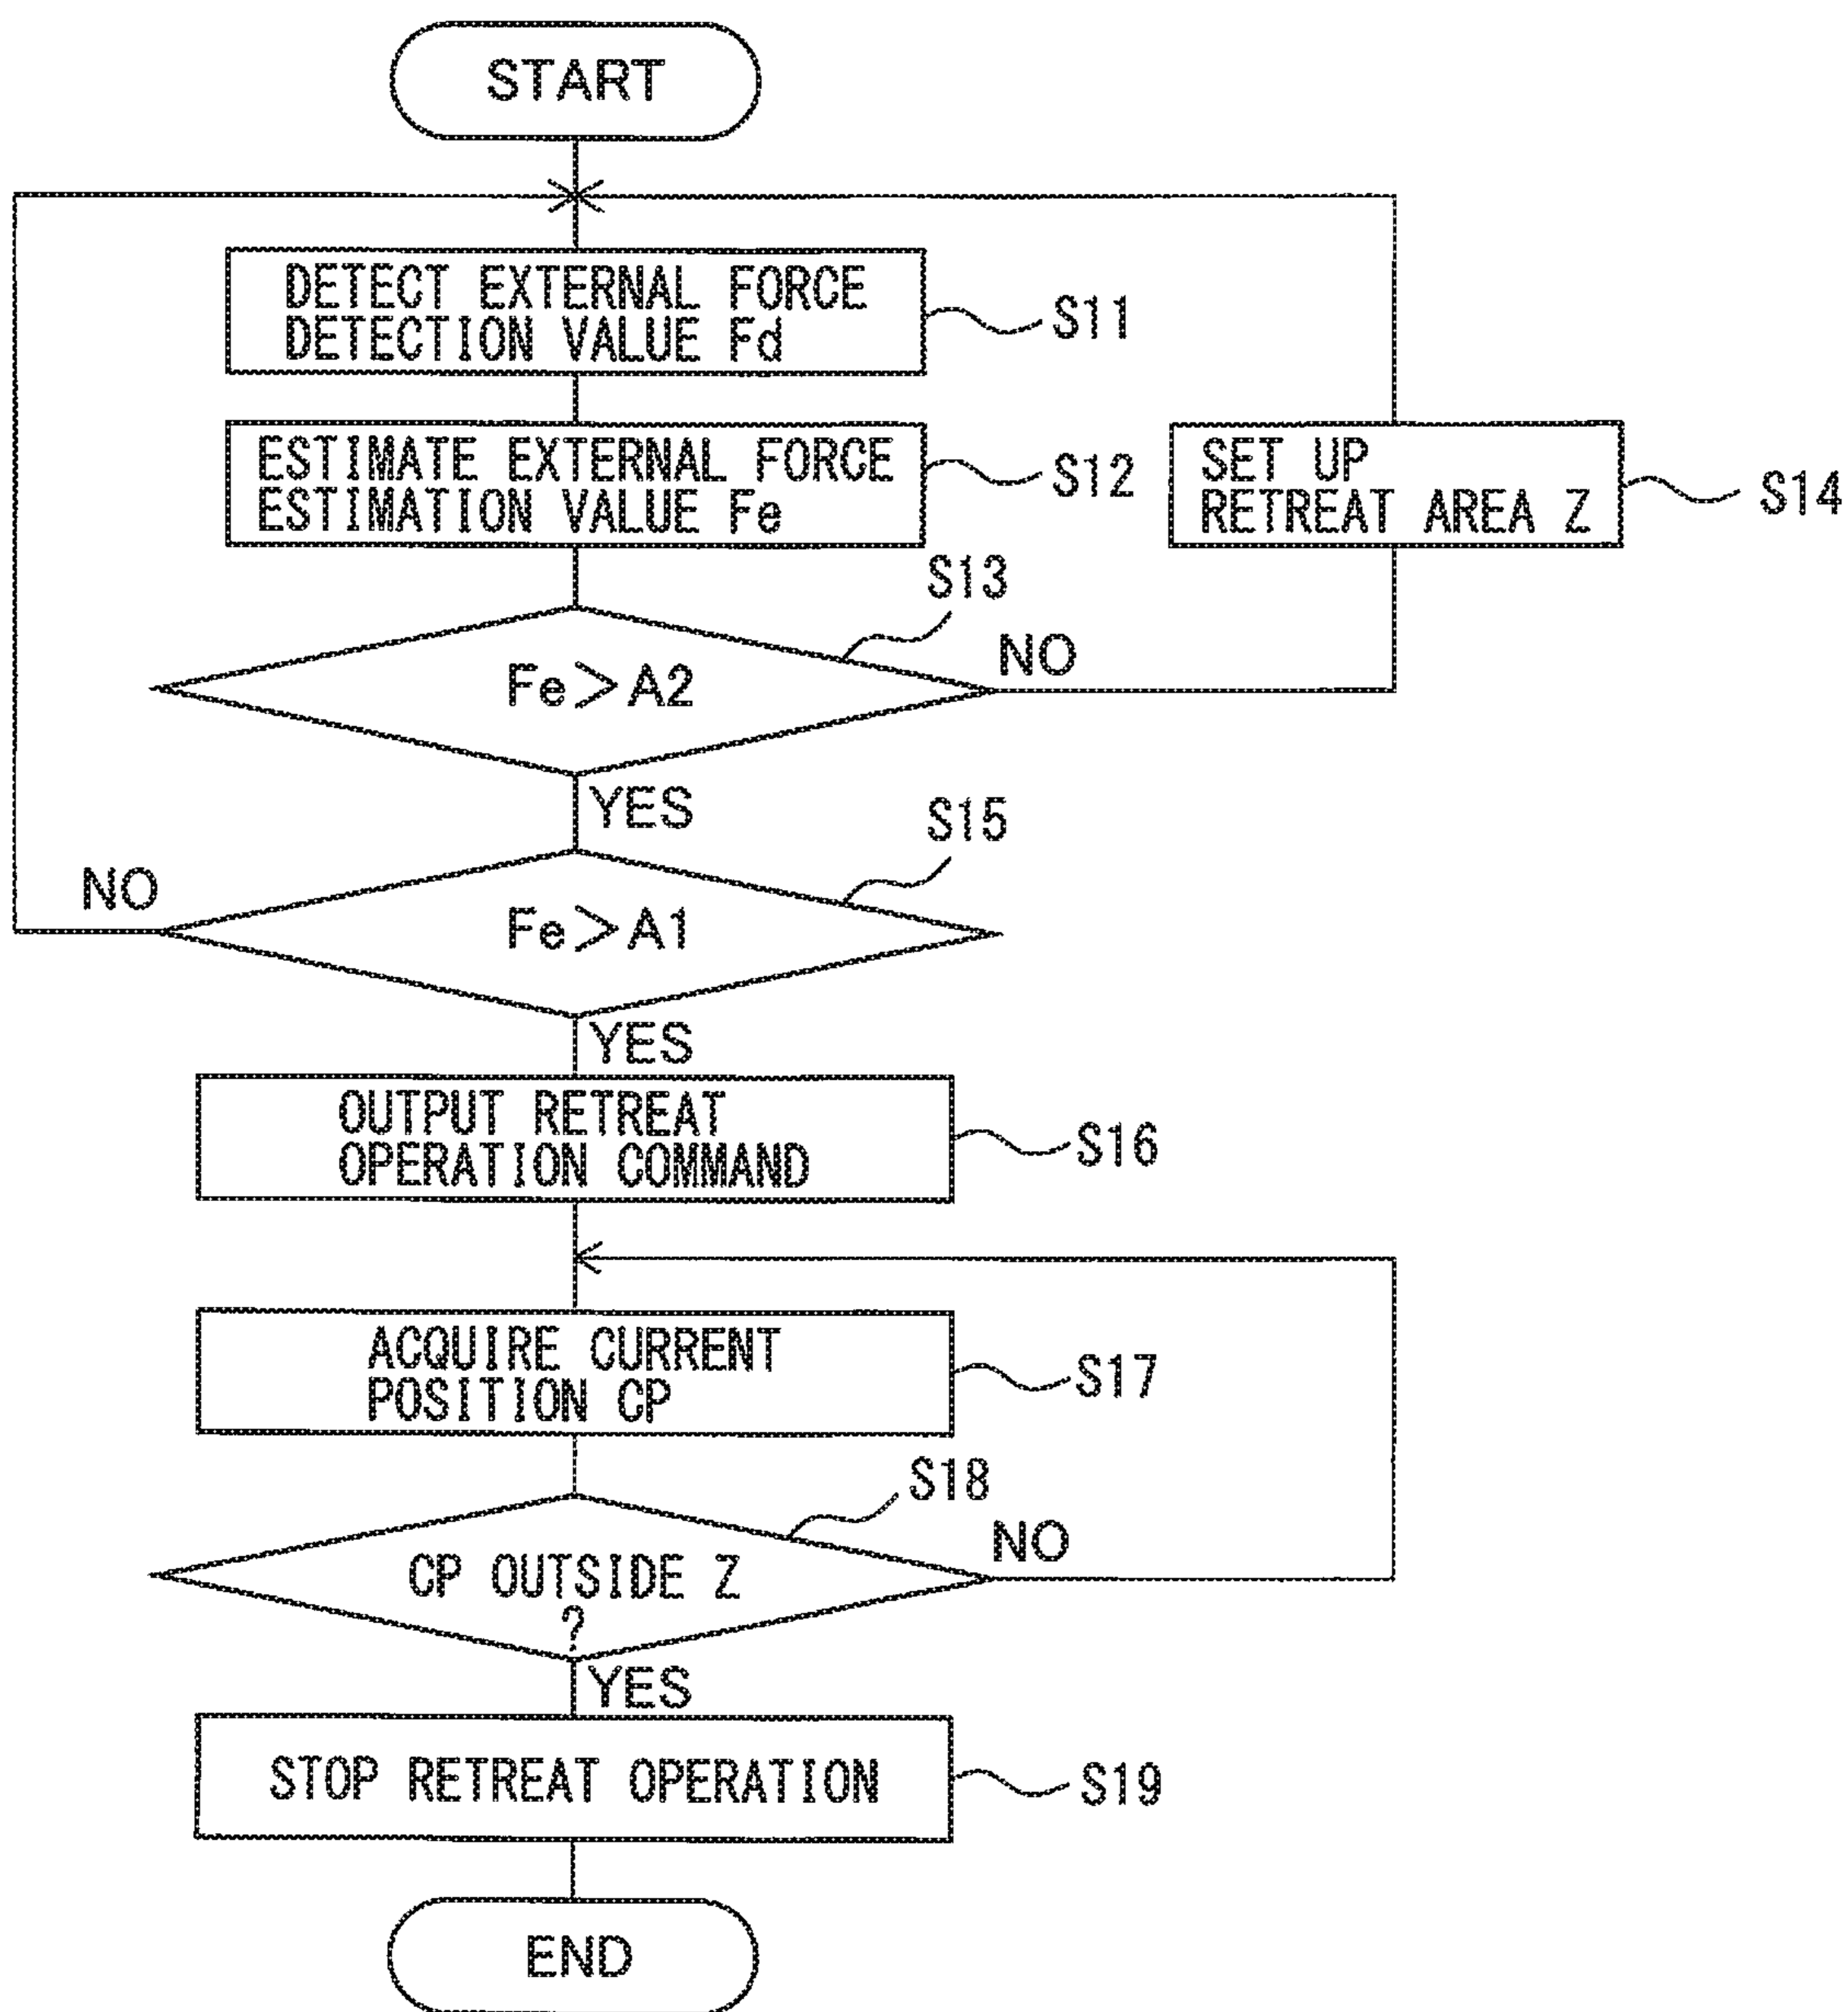 START
DETECT EXTERNAL FORCE
DETECTION VALUE Fd
S11
ESTIMATE EXTERNAL FORCE
ESTIMATION VALUE Fe
S12
SET UP
RETREAT AREA Z
S14
S13
Fe>A2
NO
YES
S15
NO
Fe>A1
YES
OUTPUT RETREAT
OPERATION COMMAND
S16
ACQUIRE CURRENT
POSITION CP
S17
S18
CP OUTSIDE Z
?
NO
YES
STOP RETREAT OPERATION
S19
END